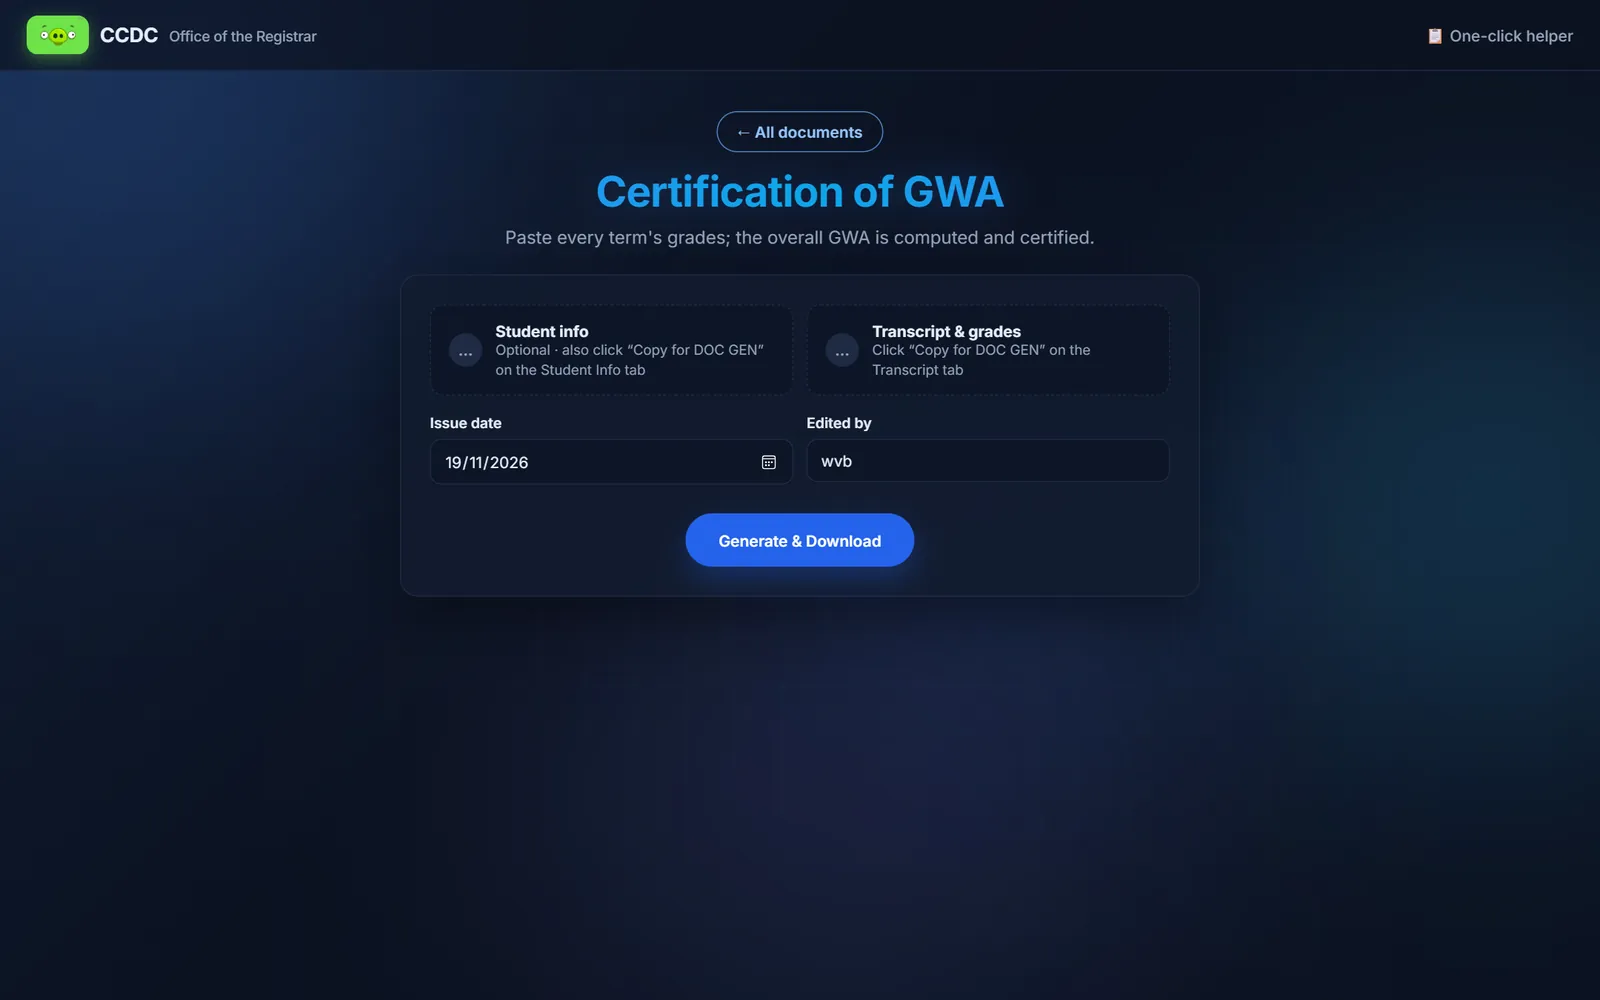 CCDC Office of the Registrar
📋 One-click helper
← All documents
Certification of GWA
Paste every term's grades; the overall GWA is computed and certified.
...
Student info
Optional · also click “Copy for DOC GEN”
on the Student Info tab
...
Transcript & grades
Click “Copy for DOC GEN” on the
Transcript tab
Issue date
19/11/2026
Edited by
wvb
Generate & Download